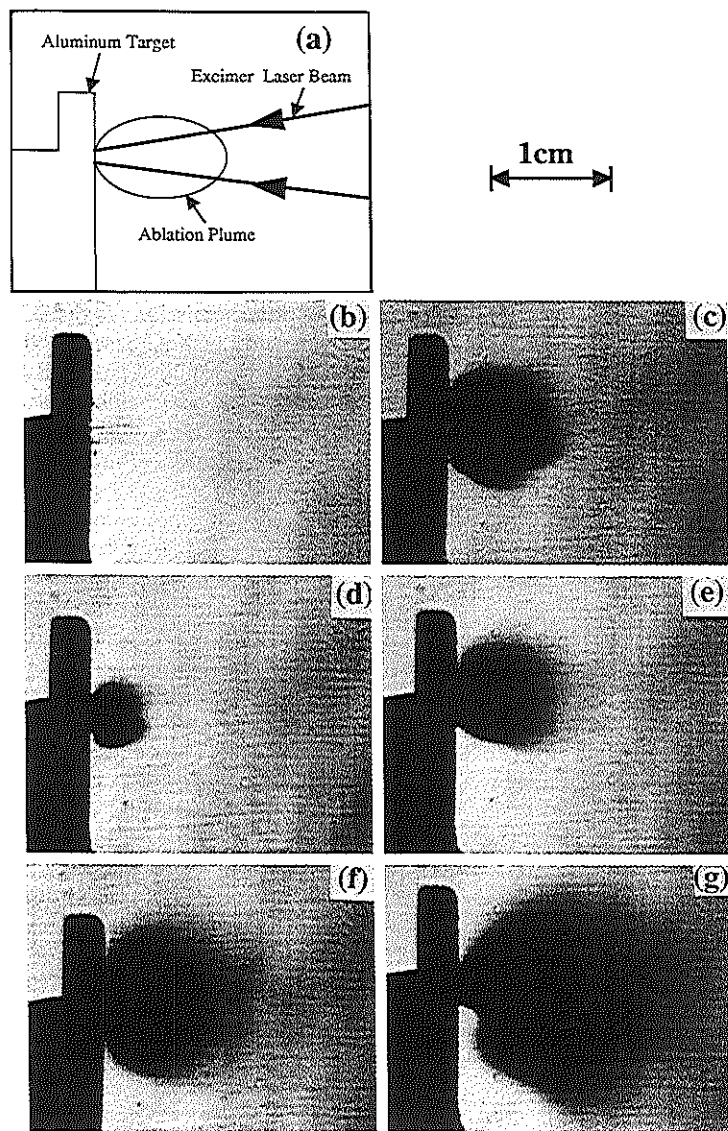 (a)
Aluminum Target
Excimer Laser Beam
Ablation Plume
1cm
(b)
(c)
(d)
(e)
(f)
(g)